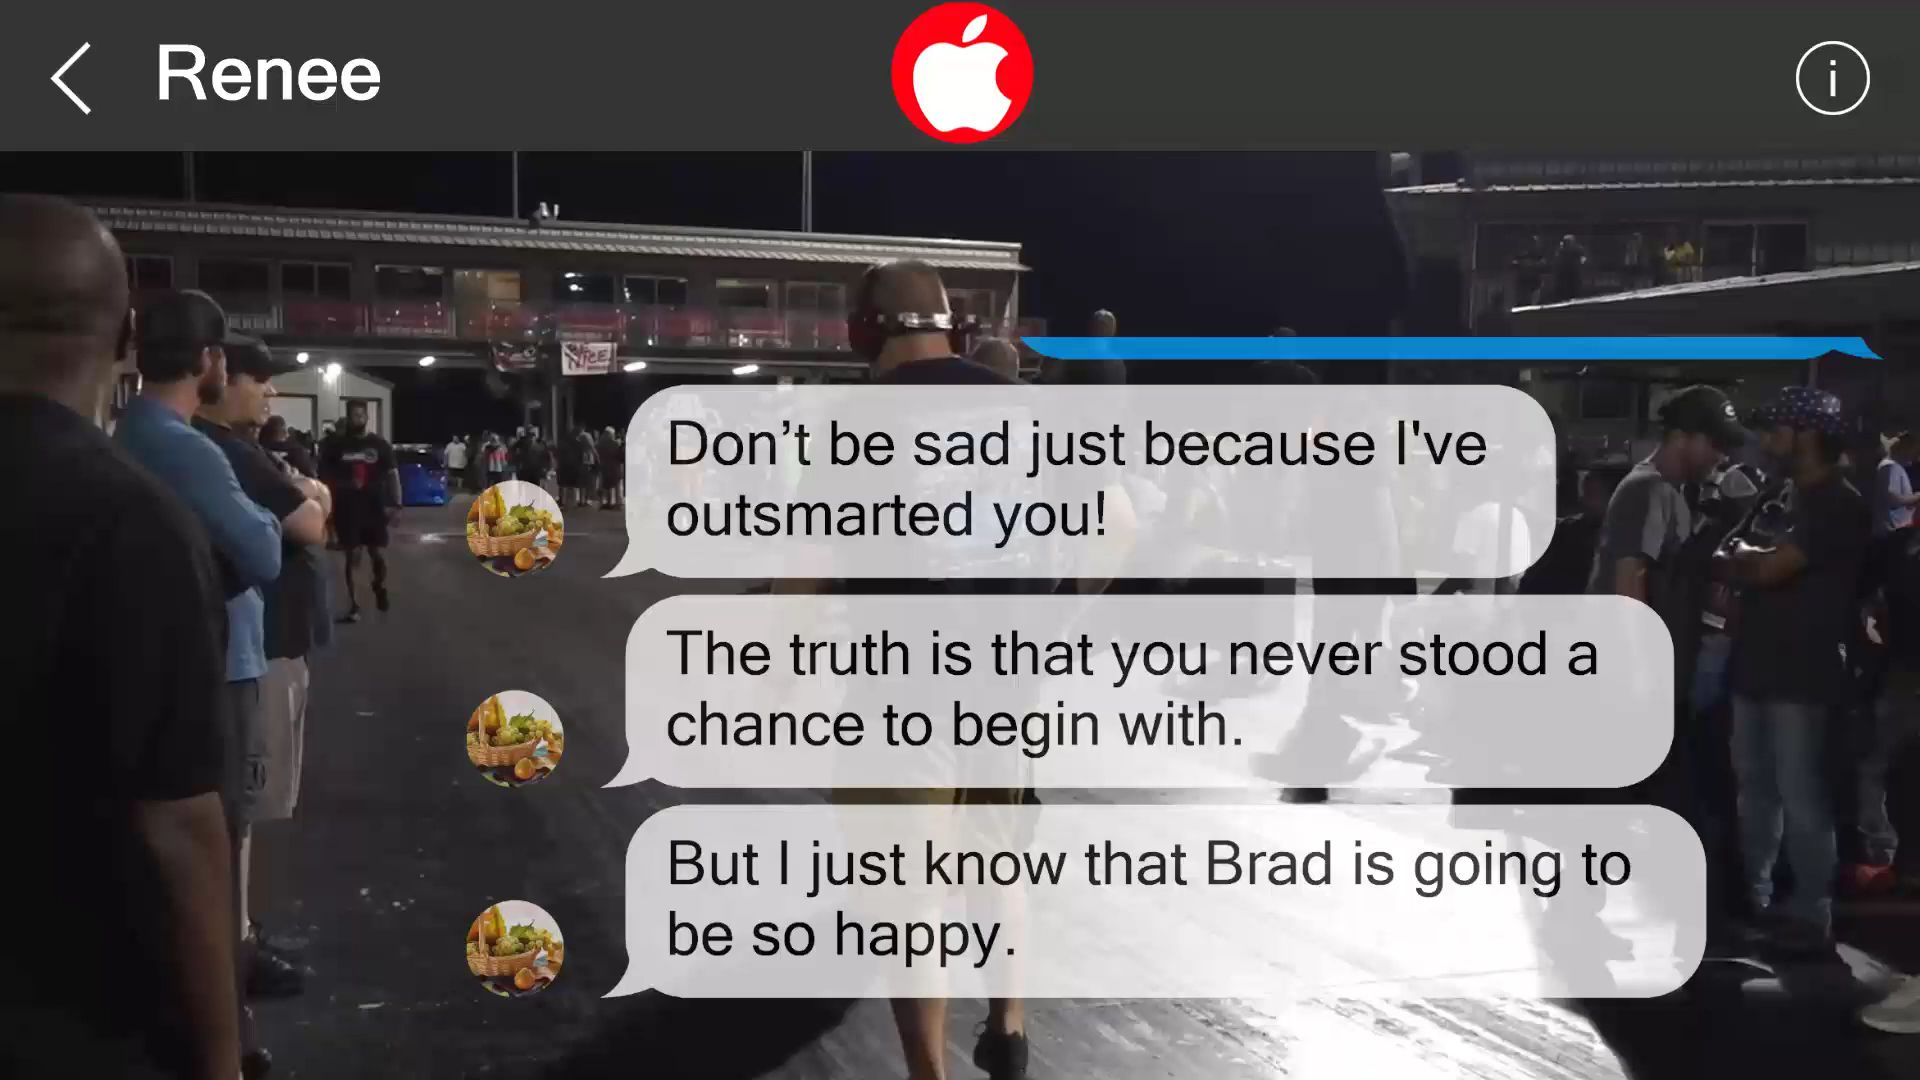 Renee
i
NICE
Don’t be sad just because I've
outsmarted you!
The truth is that you never stood a
chance to begin with.
But I just know that Brad is going to
be so happy.